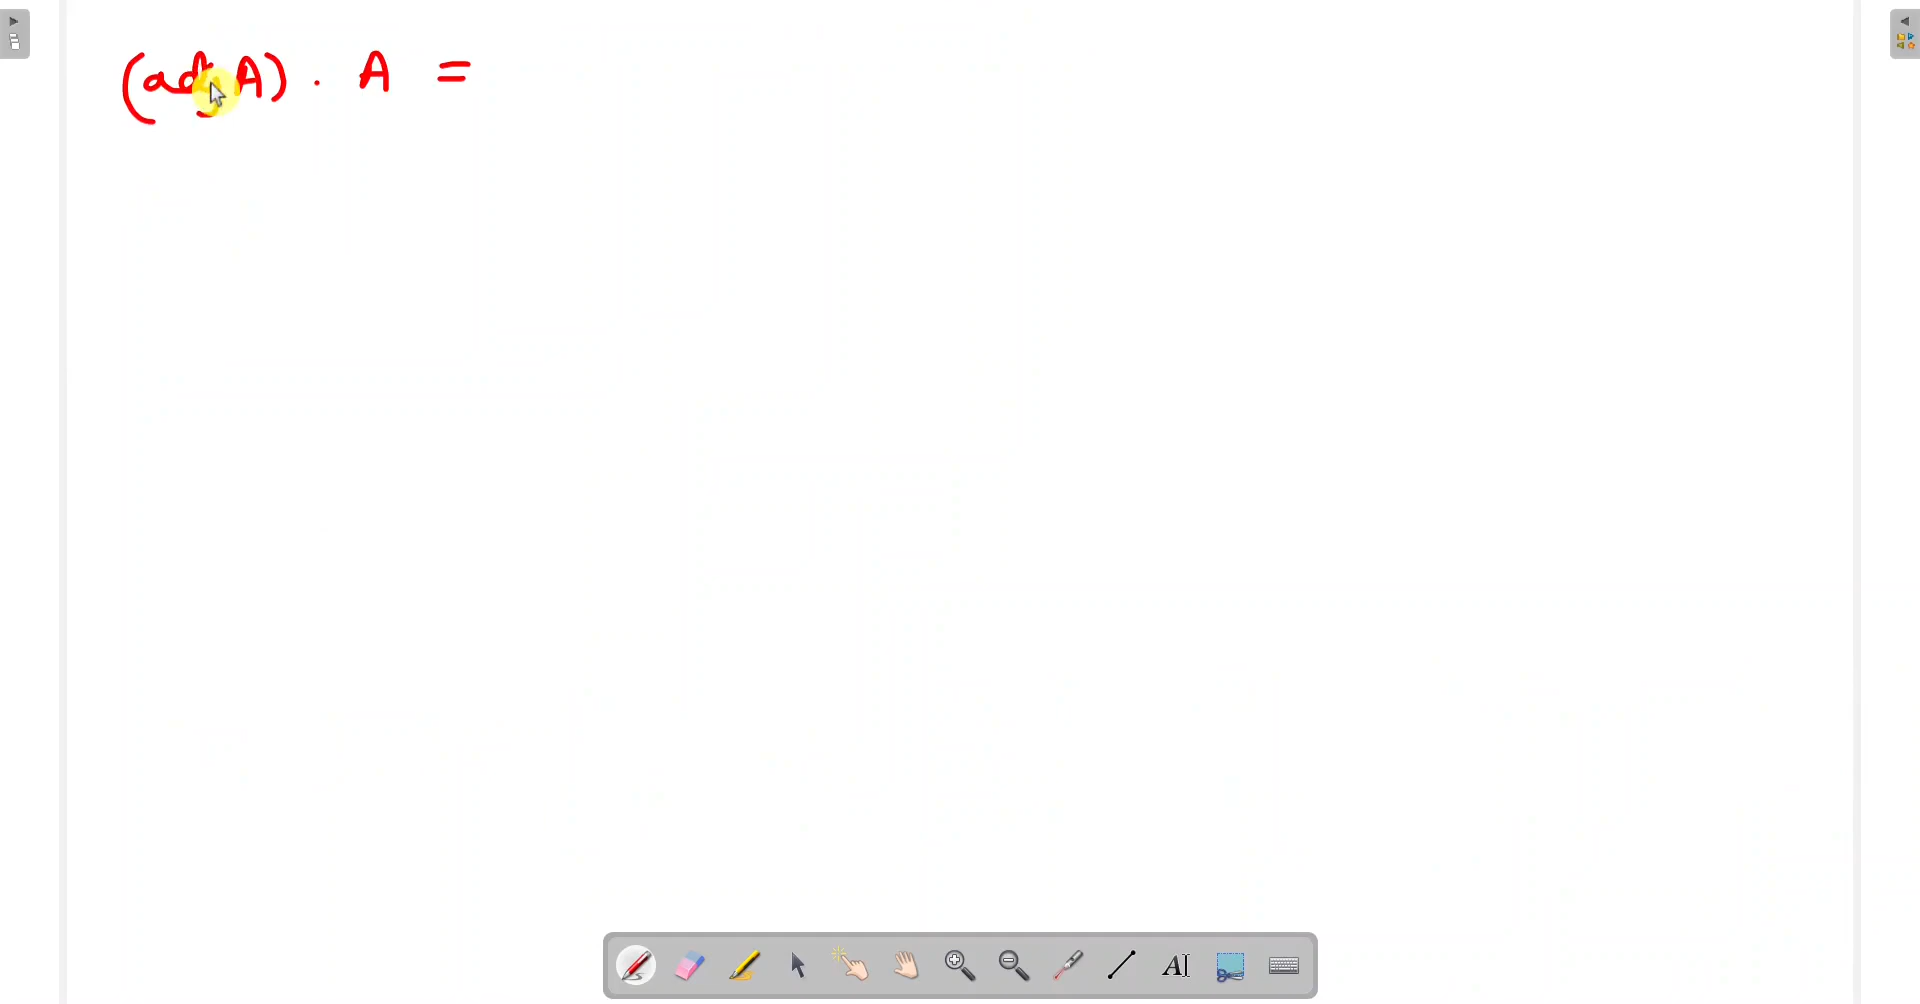 (adj A) . A =